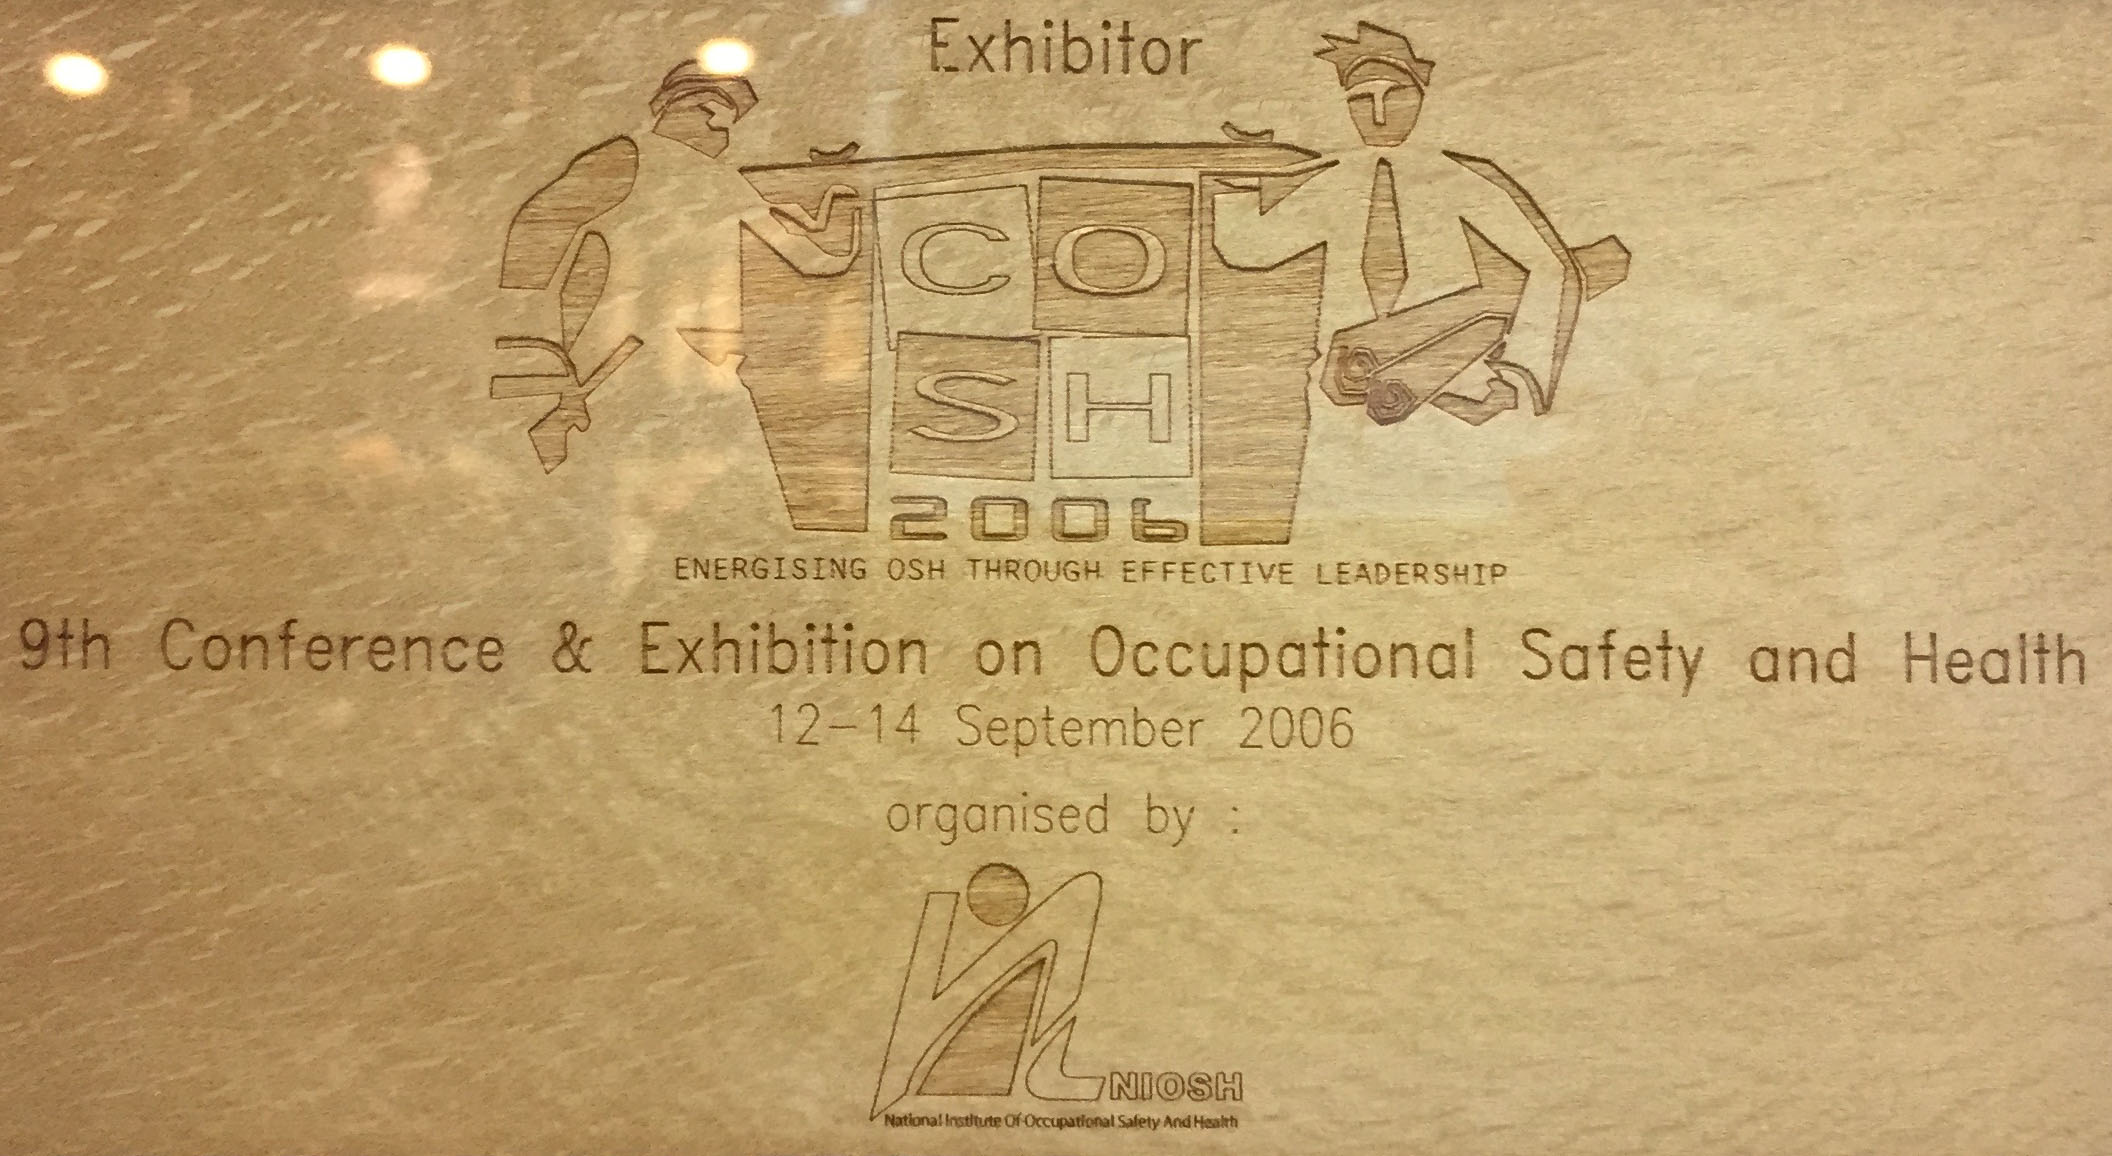 Exhibitor
CO
SH
2006
ENERGISING OSH THROUGH EFFECTIVE LEADERSHIP
9th Conference & Exhibition on Occupational Safety and Health
12-14 September 2006
organised by :
NIOSH
National Institute Of Occupational Safety And Health